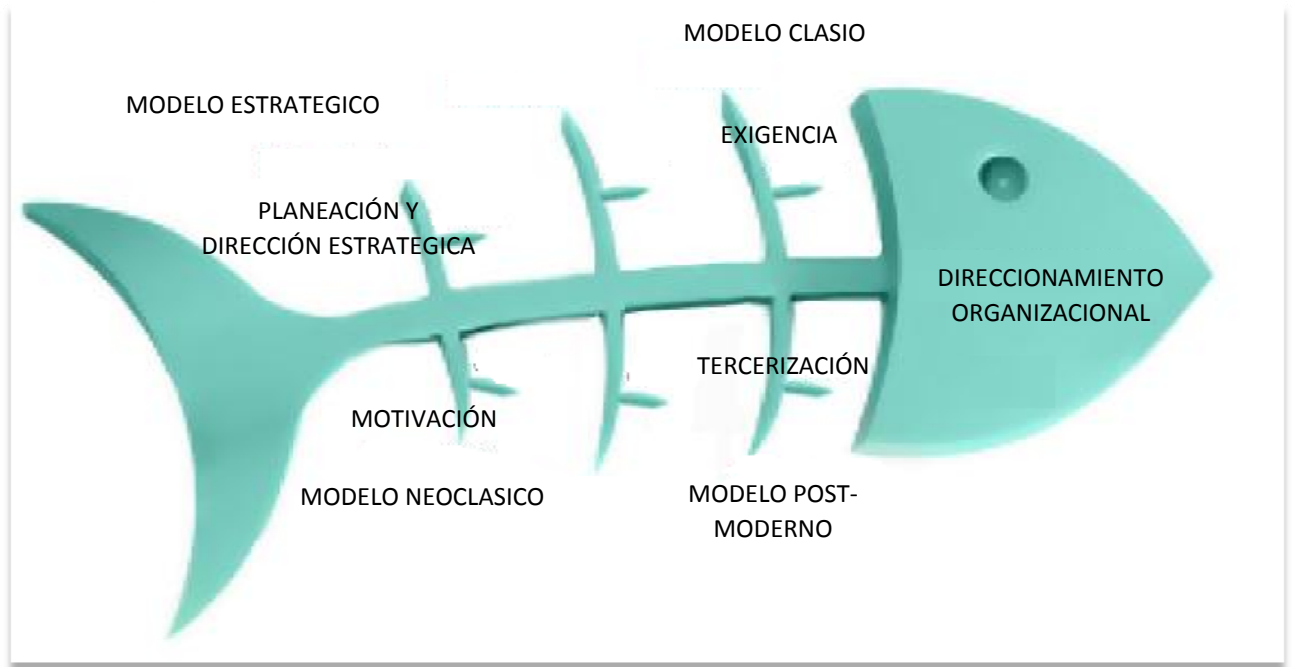 MODELO CLASIO
MODELO ESTRATEGICO
EXIGENCIA
PLANEACIÓN Y
DIRECCIÓN ESTRATEGICA
DIRECCIONAMIENTO
ORGANIZACIONAL
TERCERIZACIÓN
MOTIVACIÓN
MODELO NEOCLASICO
MODELO POST-
MODERNO